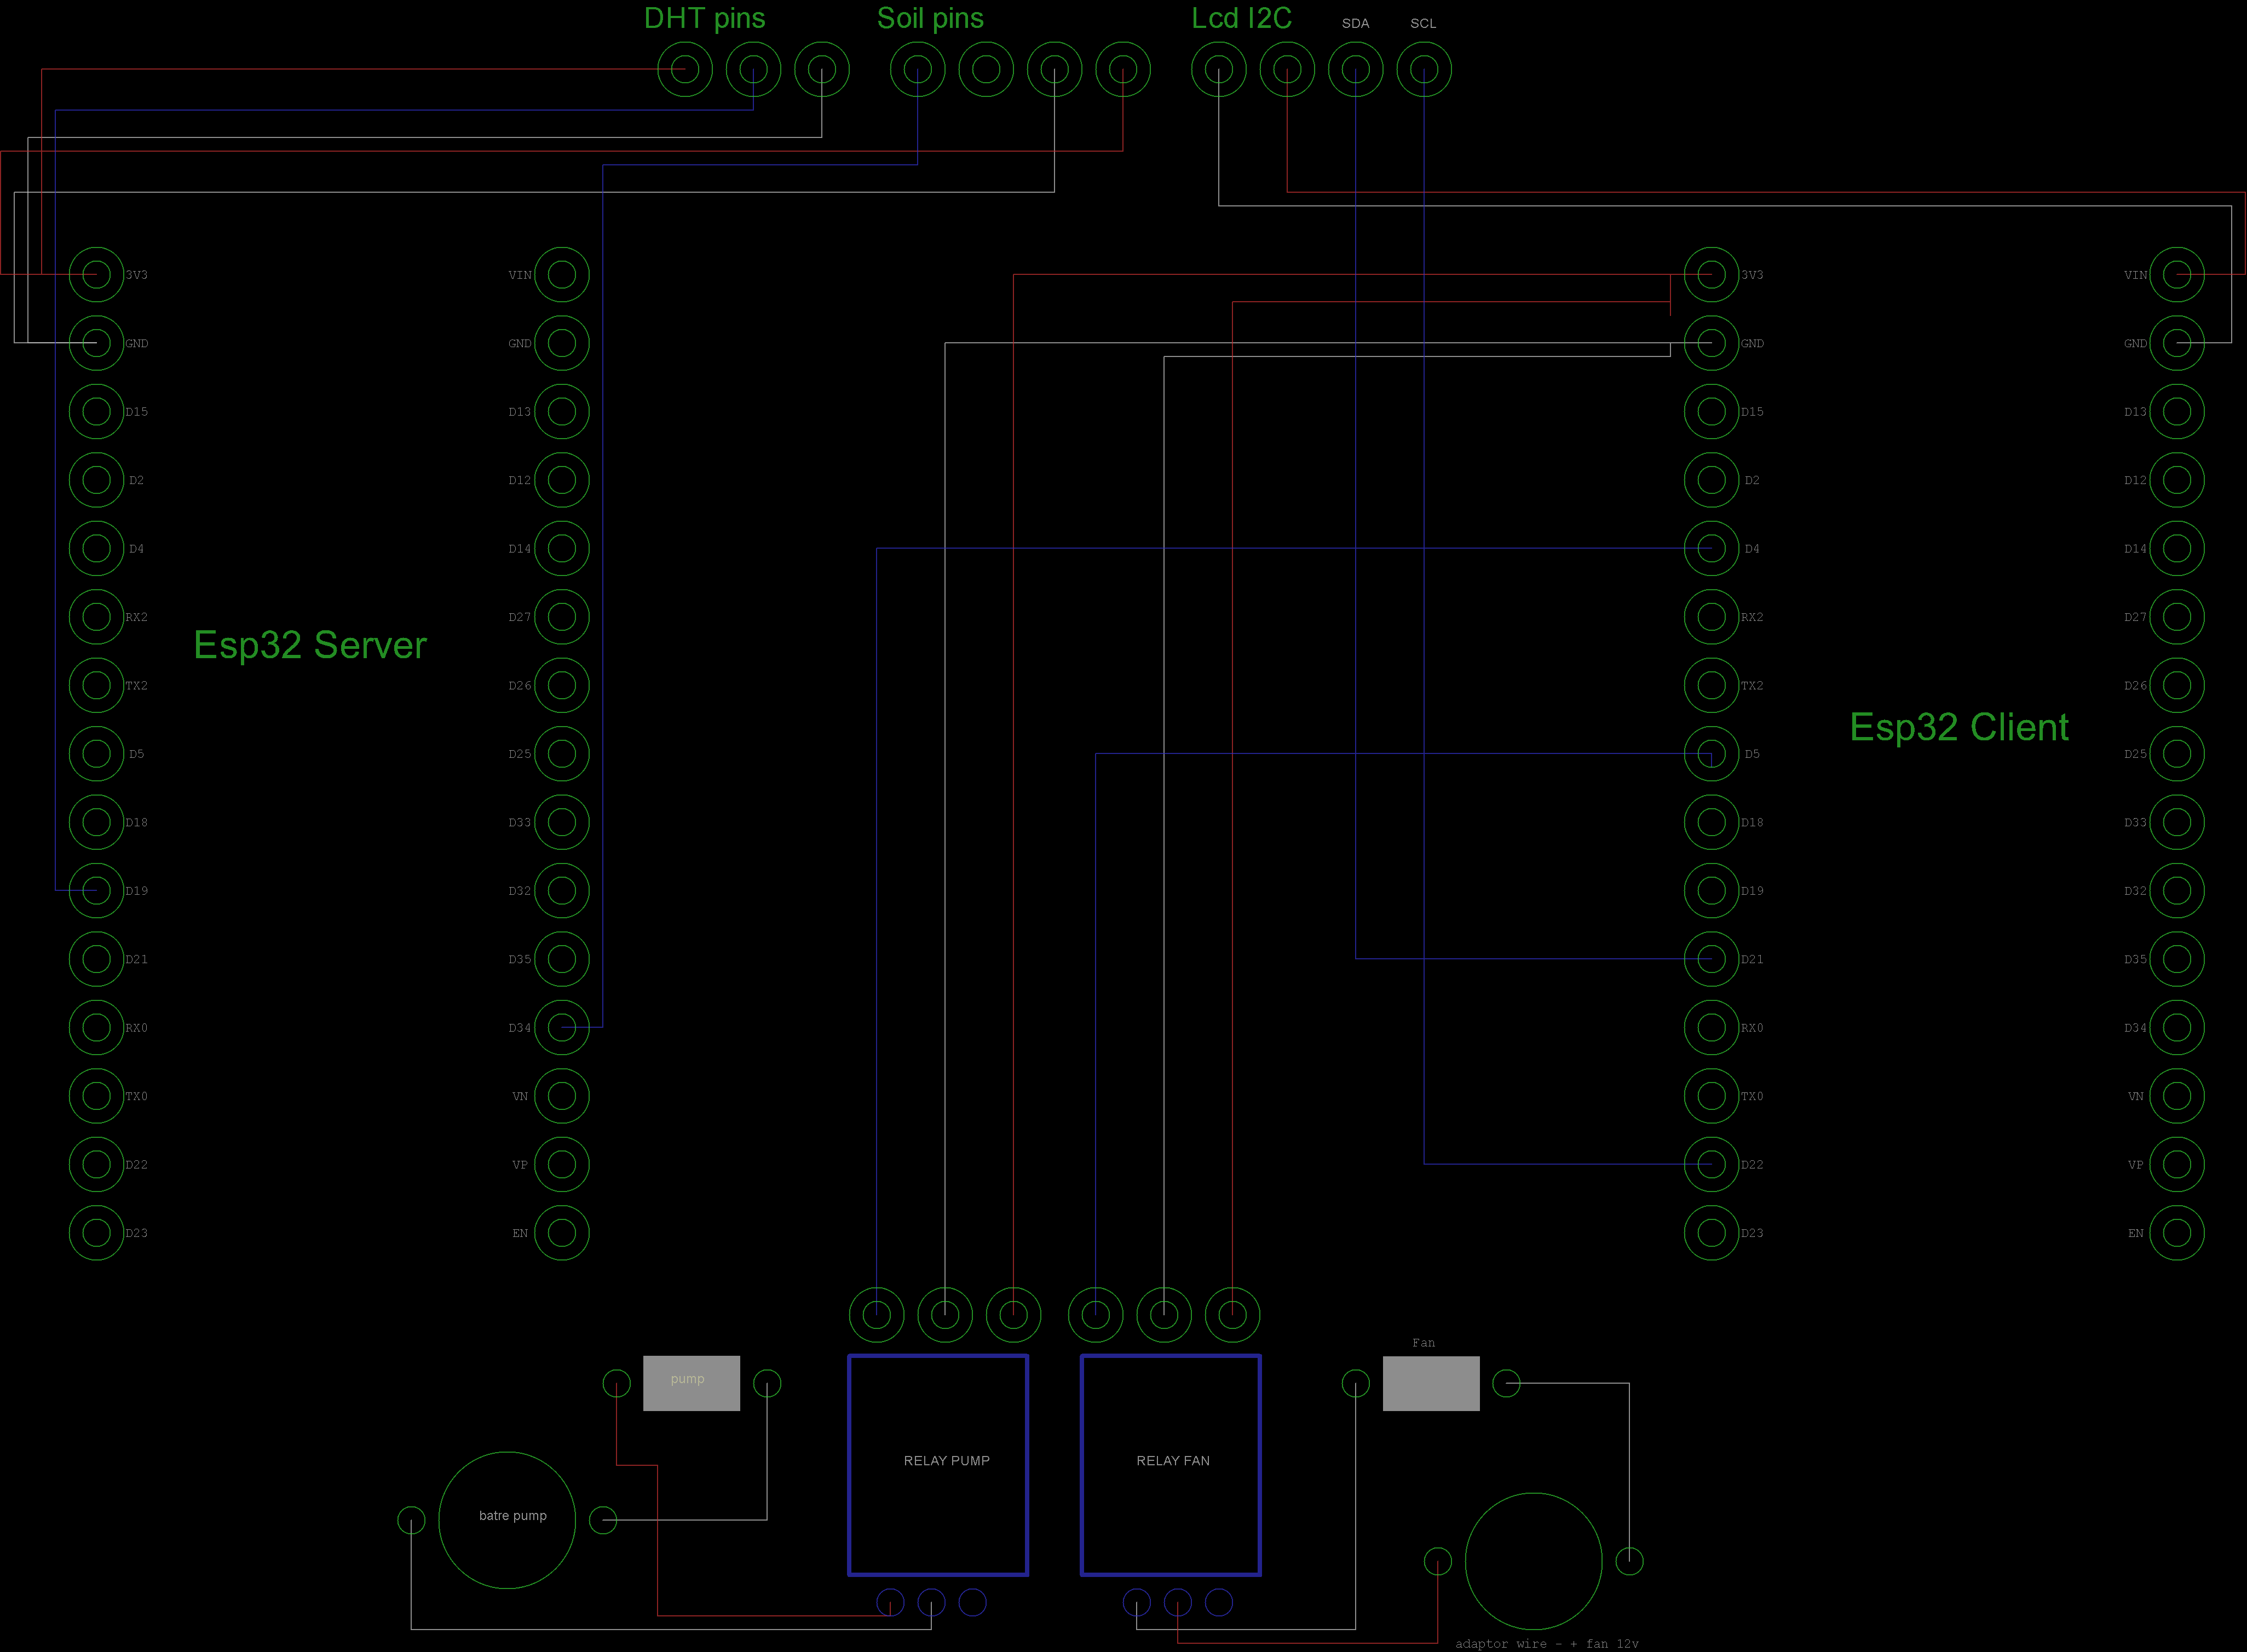 DHT pins
Soil pins
Lcd I2C
SDA
SCL
3V3
GND
D15
D2
D4
RX2
TX2
D5
D18
D19
D21
RX0
TX0
D22
D23
Esp32 Server
VIN
GND
D13
D12
D14
D27
D26
D25
D33
D32
D35
D34
VN
VP
EN
3V3
GND
D15
D2
D4
RX2
TX2
D5
D18
D19
D21
RX0
TX0
D22
D23
Esp32 Client
VIN
GND
D13
D12
D14
D27
D26
D25
D33
D32
D35
D34
VN
VP
EN
pump
batre pump
RELAY PUMP
RELAY FAN
Fan
adaptor wire - + fan 12v